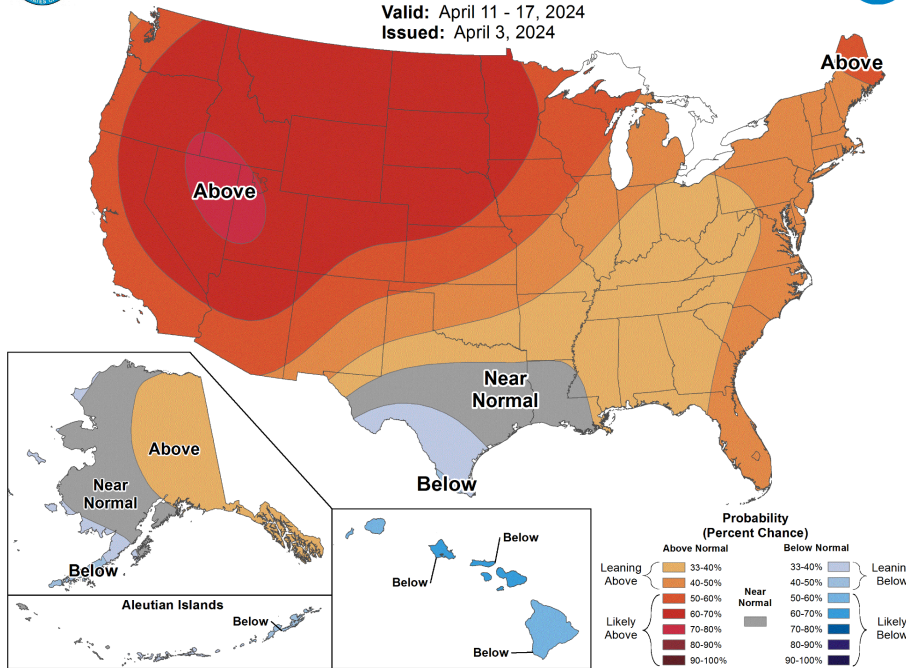 Valid: April 11 - 17, 2024
Issued: April 3, 2024
Above
Above
Near
Normal
Below
Above
Near
Normal
Below
Aleutian Islands
Below
Below
Below
Below
Probability
(Percent Chance)
Above Normal
Below Normal
Leaning
Above
33-40%
40-50%
50-60%
60-70%
70-80%
80-90%
90-100%
Likely
Above
Near
Normal
33-40%
40-50%
50-60%
60-70%
70-80%
80-90%
90-100%
Leaning
Below
Likely
Below